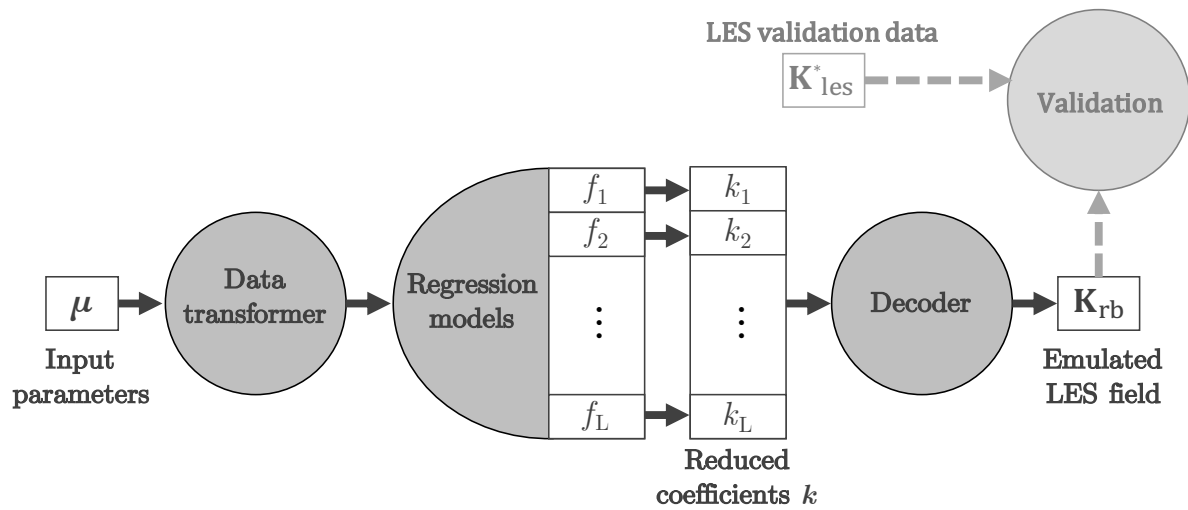 LES validation data
K*les
Validation
f1
k1
f2
k2
μ
Data
transformer
Regression
models
⋮
⋮
Decoder
Krb
Input
parameters
Emulated
LES field
fL
kL
Reduced
coefficients k